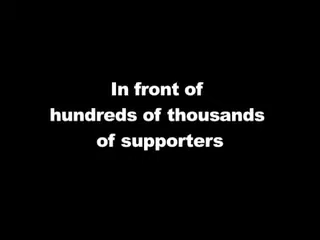 In front of
hundreds of thousands
of supporters